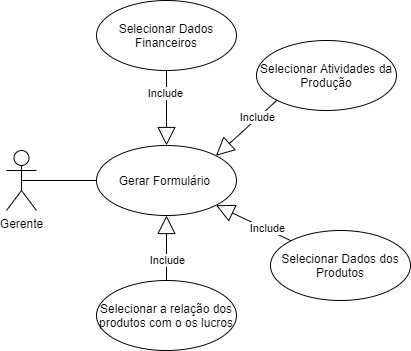 Selecionar Dados
Financeiros
Selecionar Atividades da
Produção
Include
Include
Gerar Formulário
Gerente
Include
Selecionar Dados dos
Produtos
Include
Selecionar a relação dos
produtos com o os lucros